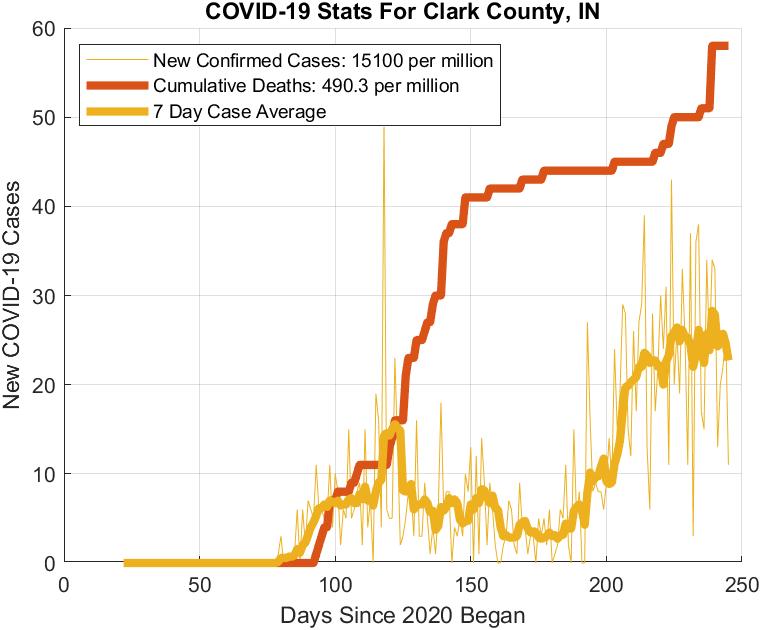 COVID-19 Stats For Clark County, IN
60
New Confirmed Cases: 15100 per million
Cumulative Deaths: 490.3 per million
7 Day Case Average
50
40
30
20
10
0
New COVID-19 Cases
0 50 100 150 200 250
Days Since 2020 Began